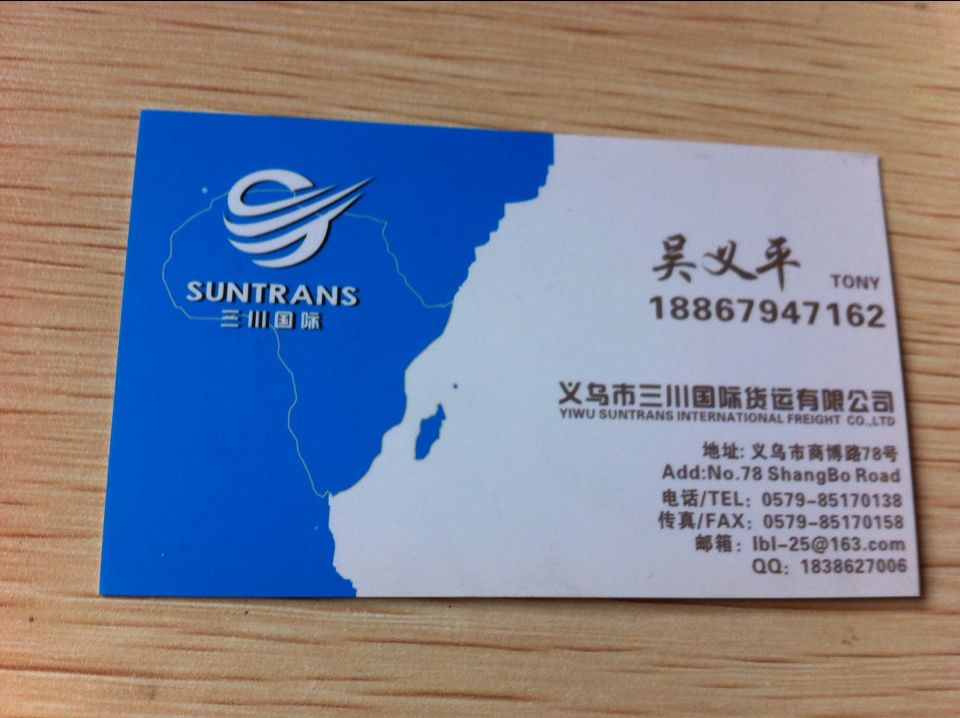 SUNTRANS
三川国际
吴义平 TONY
18867947162
义乌市三川国际货运有限公司
YIWU SUNTRANS INTERNATIONAL FREIGHT CO.,LTD
地址: 义乌市商博路78号
Add:No.78 ShangBo Road
电话/TEL: 0579-85170138
传真/FAX: 0579-85170158
邮箱: lbl-25@163.com
QQ: 1838627006